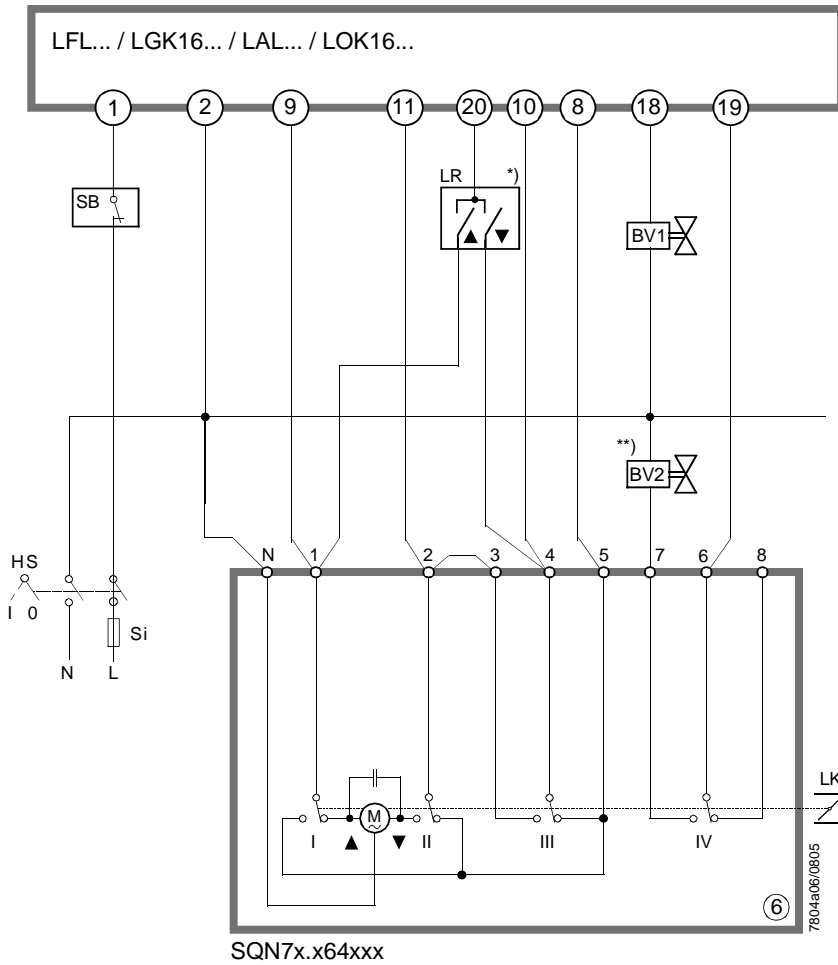 LFL... / LGK16... / LAL... / LOK16...
1 2 9 11 20 10 8 18 19
LR *)
SB
BV1
**)
BV2
HS
I 0
Si
N L
N 1 2 3 4 5 7 6 8
LK
M
~
I ▲ ▼ II III IV
6
7804a06/0805
SQN7x.x64xxx